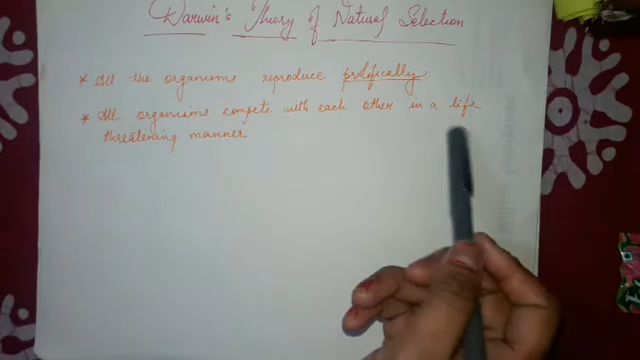 Darwin's Theory of Natural Selection
* All the organisms reproduce prolifically.
* All organisms compete with each other in a life
threatening manner